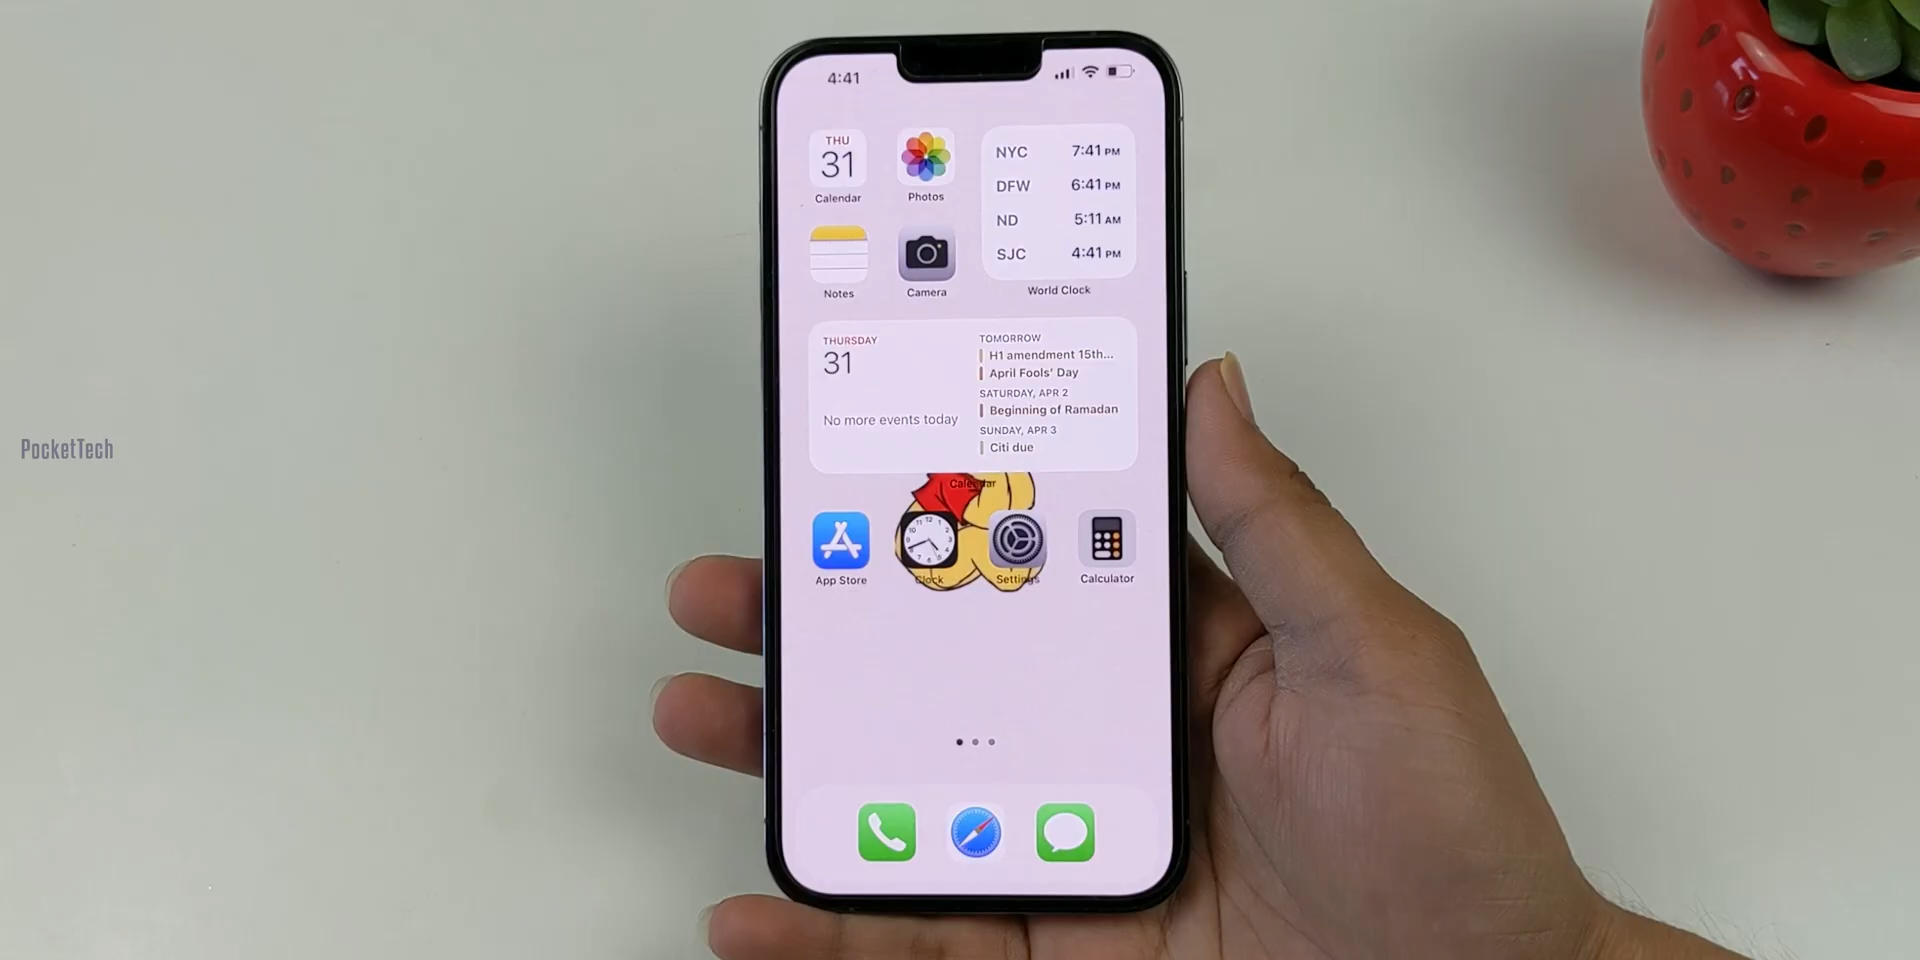 4:41
THU
31
Calendar
Photos
NYC 7:41 PM
DFW 6:41 PM
ND 5:11 AM
SJC 4:41 PM
Notes
Camera
World Clock
THURSDAY
31
No more events today
TOMORROW
H1 amendment 15th...
April Fools' Day
SATURDAY, APR 2
Beginning of Ramadan
SUNDAY, APR 3
Citi due
Calendar
App Store
Clock
Settings
Calculator
PocketTech